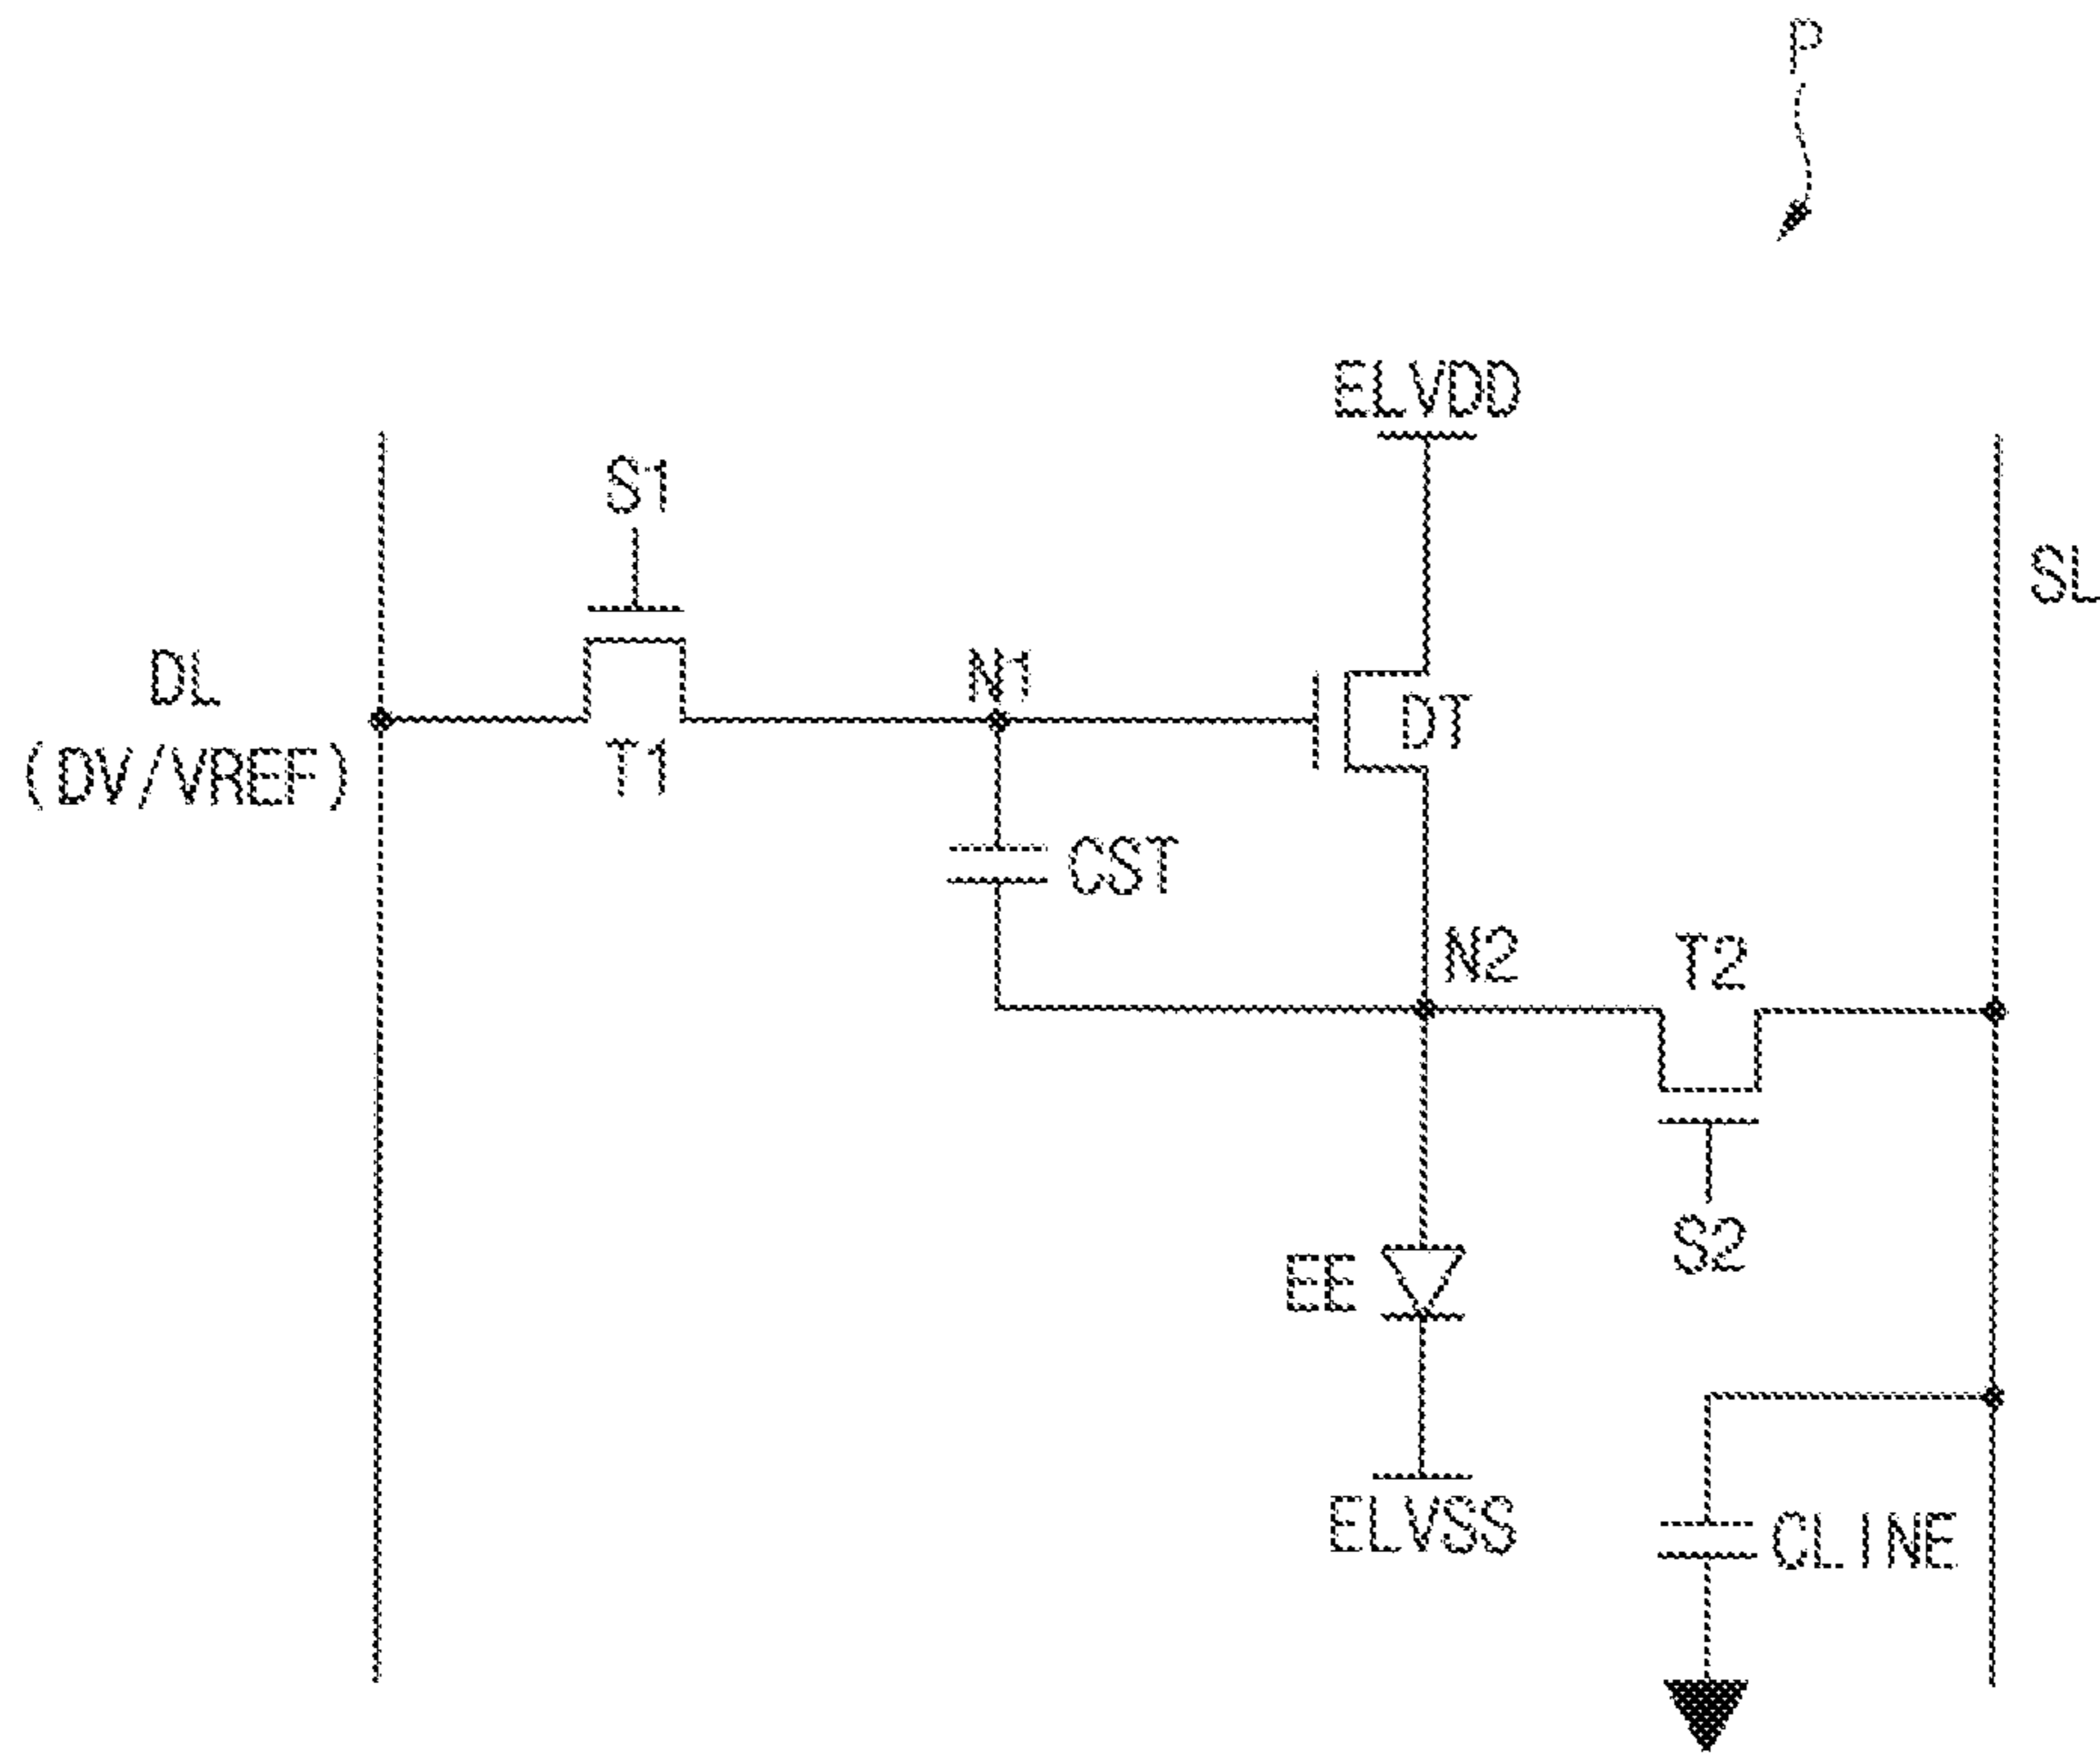 P
ELVDD
S1
SL
DL
N1
DT
(DV/VREF)
T1
CST
N2
T2
S2
EE
ELVSS
CLINE